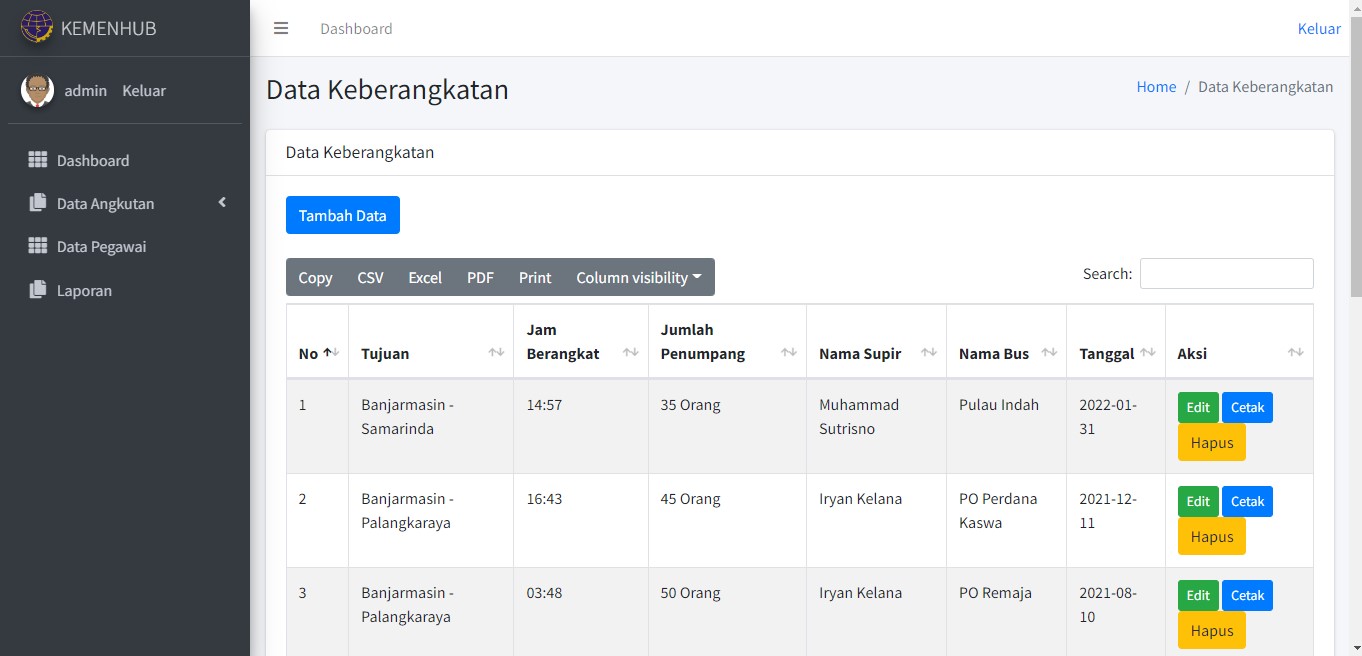 KEMENHUB
Dashboard
Keluar
admin Keluar
Dashboard
Data Angkutan
Data Pegawai
Laporan
Data Keberangkatan
Home / Data Keberangkatan
Data Keberangkatan
Tambah Data
Copy CSV Excel PDF Print Column visibility
Search:
No Tujuan Jam Berangkat Jumlah Penumpang Nama Supir Nama Bus Tanggal Aksi
1 Banjarmasin - Samarinda 14:57 35 Orang Muhammad Sutrisno Pulau Indah 2022-01-31 Edit Cetak Hapus
2 Banjarmasin - Palangkaraya 16:43 45 Orang Iryan Kelana PO Perdana Kaswa 2021-12-11 Edit Cetak Hapus
3 Banjarmasin - Palangkaraya 03:48 50 Orang Iryan Kelana PO Remaja 2021-08-10 Edit Cetak Hapus